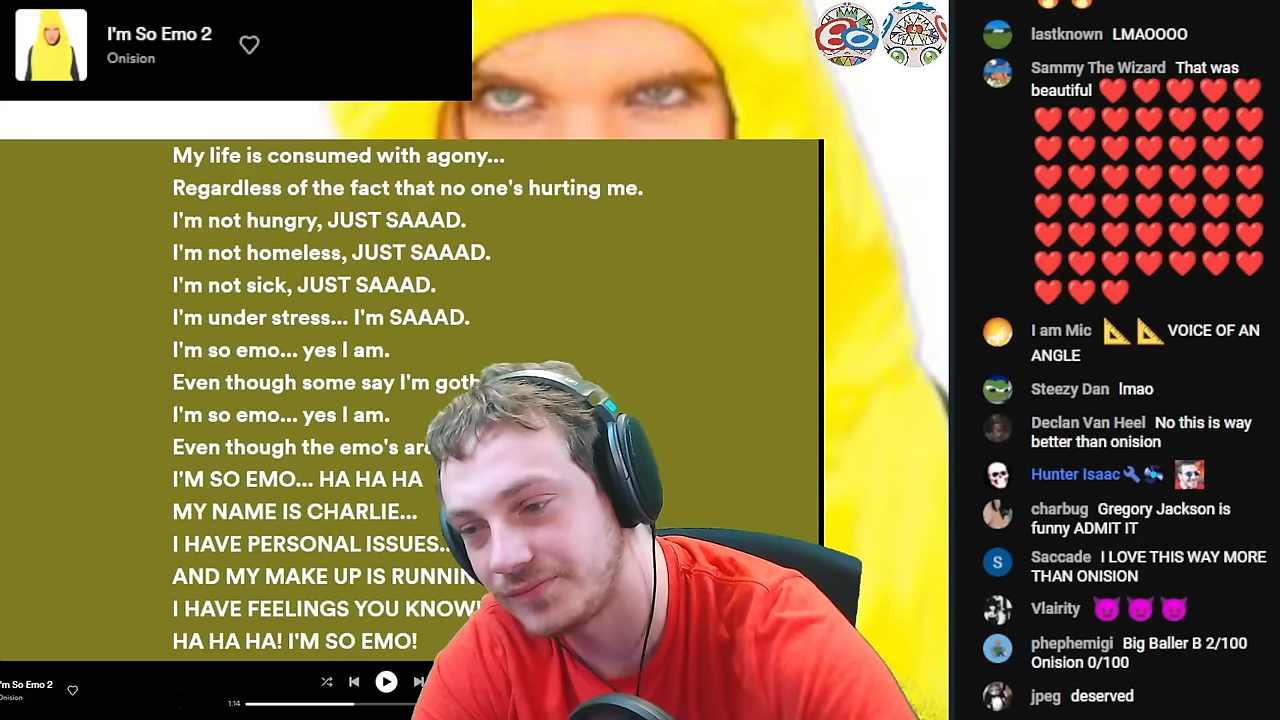 I'm So Emo 2
Onision
My life is consumed with agony...
Regardless of the fact that no one's hurting me.
I'm not hungry, JUST SAAAD.
I'm not homeless, JUST SAAAD.
I'm not sick, JUST SAAAD.
I'm under stress... I'm SAAAD.
I'm so emo... yes I am.
Even though some say I'm goth
I'm so emo... yes I am.
Even though the emo's
I'M SO EMO... HA HA HA
MY NAME IS CHARLIE...
I HAVE PERSONAL ISSUES..
AND MY MAKE UP IS RUNNIN
I HAVE FEELINGS YOU KNOW!
HA HA HA! I'M SO EMO!
'm So Emo 2
Onision
1:14
lastknown LMAOOOO
Sammy The Wizard That was
beautiful
I am Mic VOICE OF AN
ANGLE
Steezy Dan lmao
Declan Van Heel No this is way
better than onision
Hunter Isaac
charbug Gregory Jackson is
funny ADMIT IT
S
Saccade I LOVE THIS WAY MORE
THAN ONISION
Vlairity
phephemigi Big Baller B 2/100
Onision 0/100
jpeg deserved